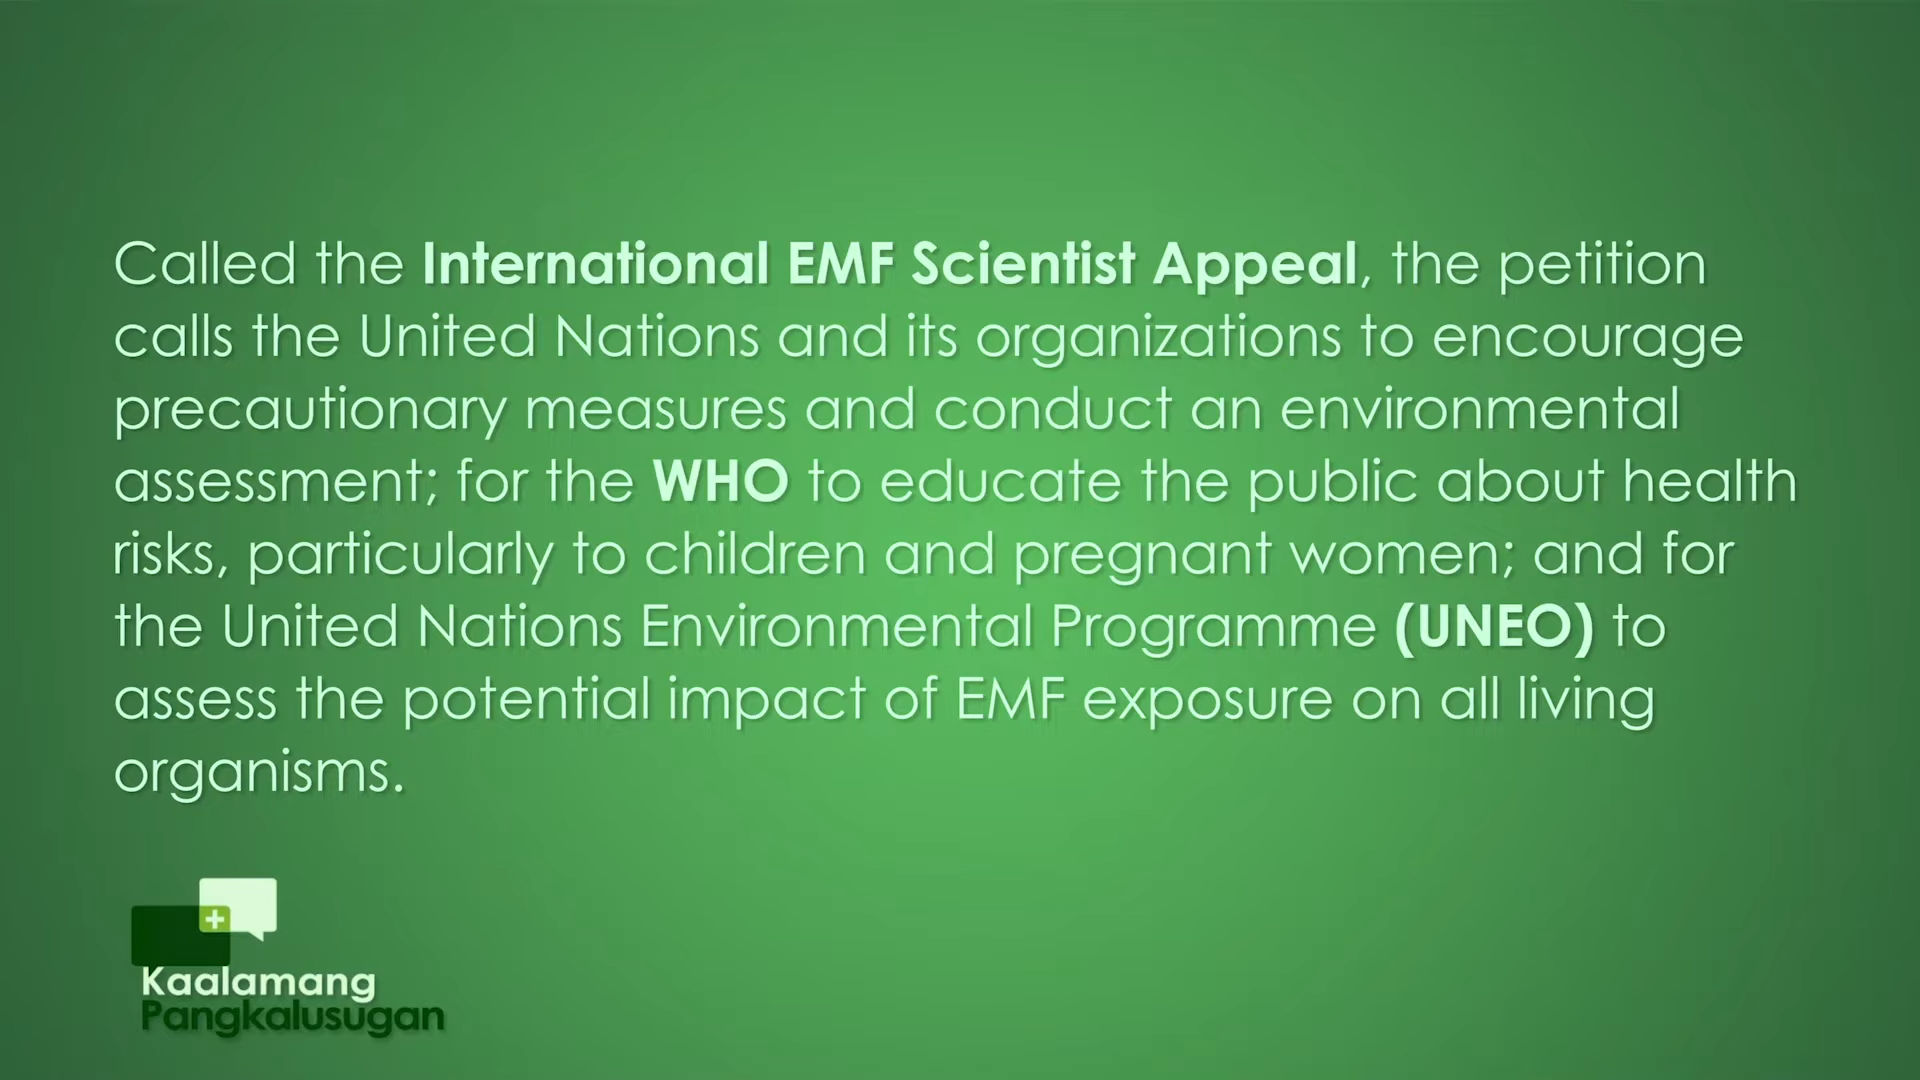 Called the International EMF Scientist Appeal, the petition
calls the United Nations and its organizations to encourage
precautionary measures and conduct an environmental
assessment; for the WHO to educate the public about health
risks, particularly to children and pregnant women; and for
the United Nations Environmental Programme (UNEO) to
assess the potential impact of EMF exposure on all living
organisms.
Kaalamang
Pangkalusugan